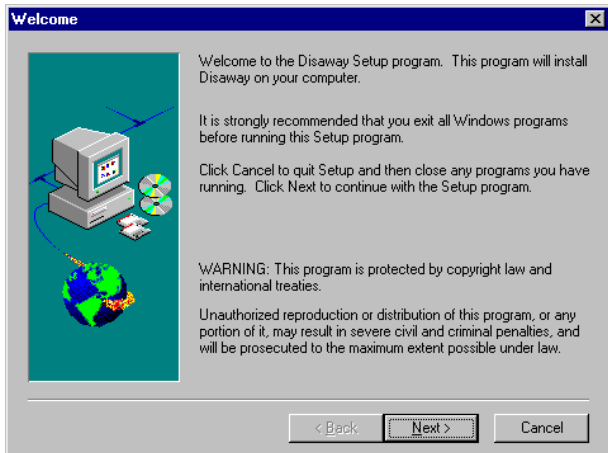 Welcome
Welcome to the Disaway Setup program. This program will install
Disaway on your computer.
It is strongly recommended that you exit all Windows programs
before running this Setup program.
Click Cancel to quit Setup and then close any programs you have
running. Click Next to continue with the Setup program.
WARNING: This program is protected by copyright law and
international treaties.
Unauthorized reproduction or distribution of this program, or any
portion of it, may result in severe civil and criminal penalties, and
will be prosecuted to the maximum extent possible under law.
< Back Next > Cancel